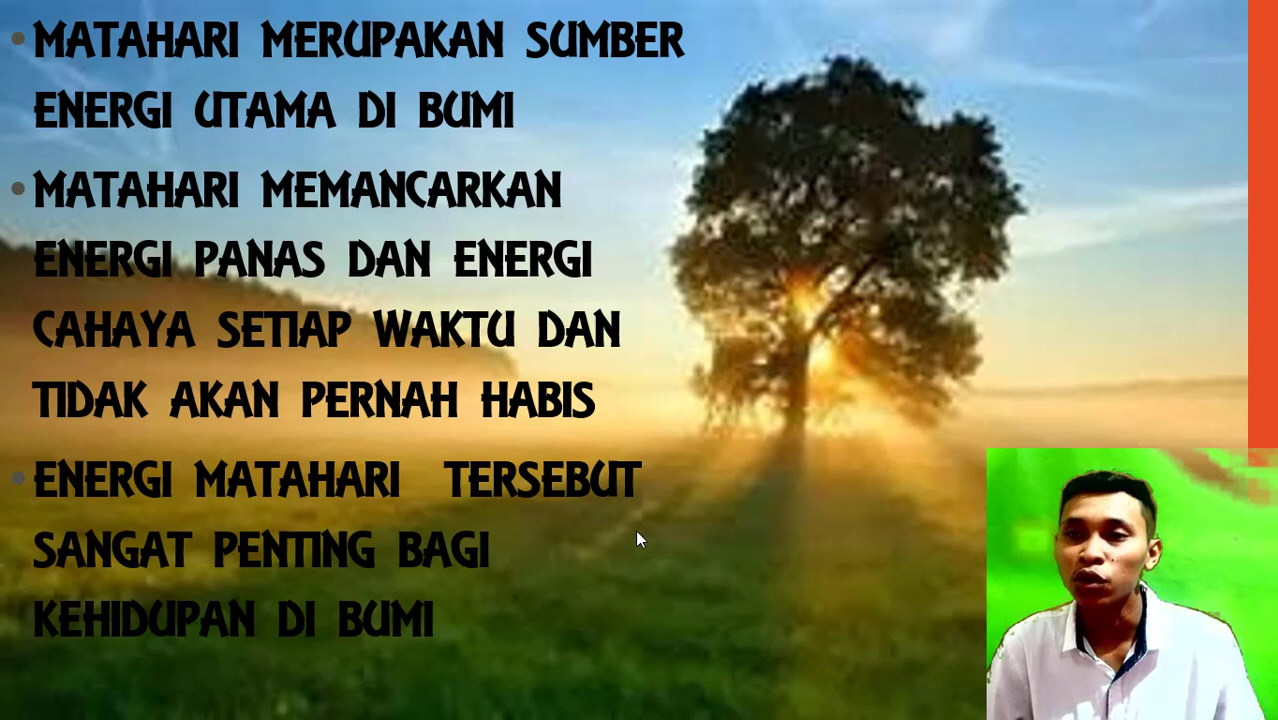 MATAHARI MERUPAKAN SUMBER
ENERGI UTAMA DI BUMI
MATAHARI MEMANCARKAN
ENERGI PANAS DAN ENERGI
CAHAYA SETIAP WAKTU DAN
TIDAK AKAN PERNAH HABIS
ENERGI MATAHARI TERSEBUT
SANGAT PENTING BAGI
KEHIDUPAN DI BUMI